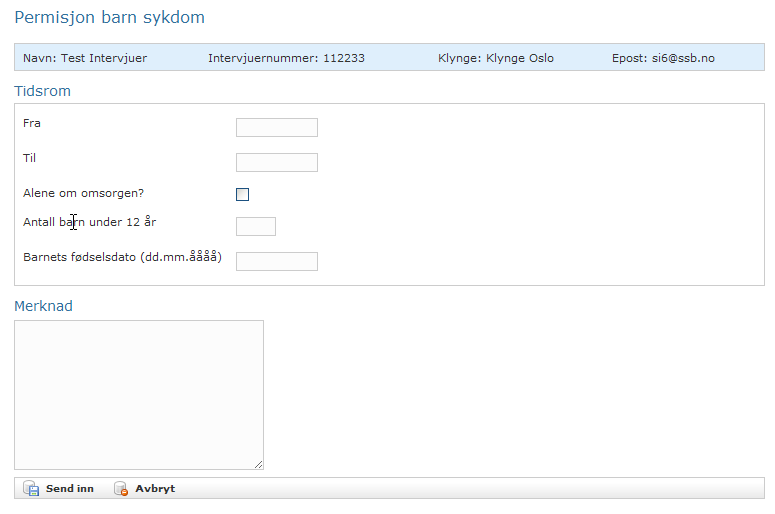 Permisjon barn sykdom
Navn: Test Intervjuer Intervjuernummer: 112233 Klynge: Klynge Oslo Epost: si6@ssb.no
Tidsrom
Fra
Til
Alene om omsorgen?
Antall barn under 12 år
Barnets fødselsdato (dd.mm.åååå)
Merknad
Send inn Avbryt